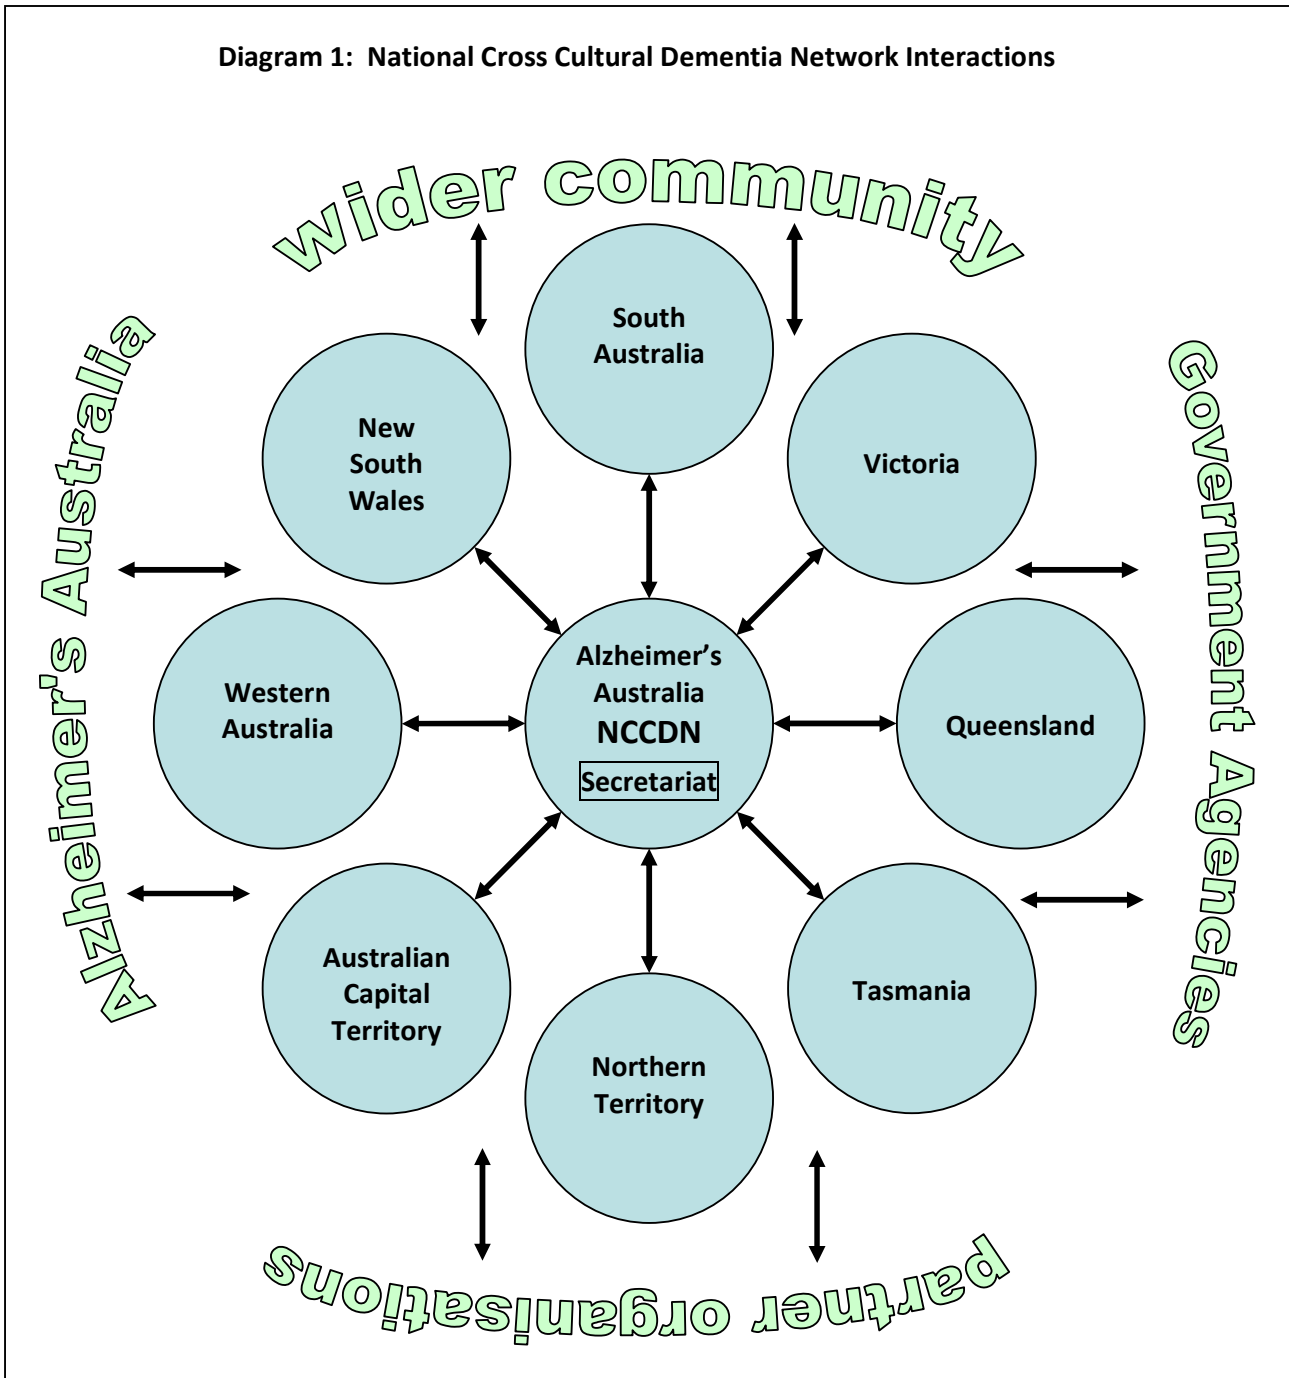 Diagram 1:  National Cross Cultural Dementia Network Interactions
wider community
South
Australia
New
South
Wales
Victoria
Alzheimer's Australia
Government Agencies
Western
Australia
Alzheimer’s
Australia
NCCDN
Secretariat
Queensland
Australian
Capital
Territory
Tasmania
Northern
Territory
partner organisations